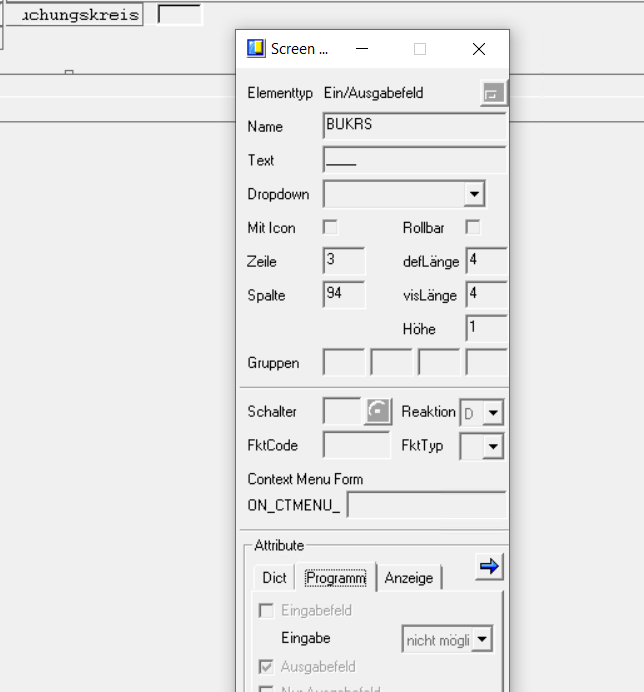 uchungskreis
Screen ...
Elementtyp Ein/Ausgabefeld
Name BUKRS
Text ____
Dropdown
Mit Icon Rollbar
Zeile 3 defLänge 4
Spalte 94 visLänge 4
Höhe 1
Gruppen
Schalter Reaktion D
FktCode FktTyp
Context Menu Form
ON_CTMENU_
Attribute
Dict Programm Anzeige
Eingabefeld
Eingabe nicht mögli
Ausgabefeld
Nur Ausgabefeld